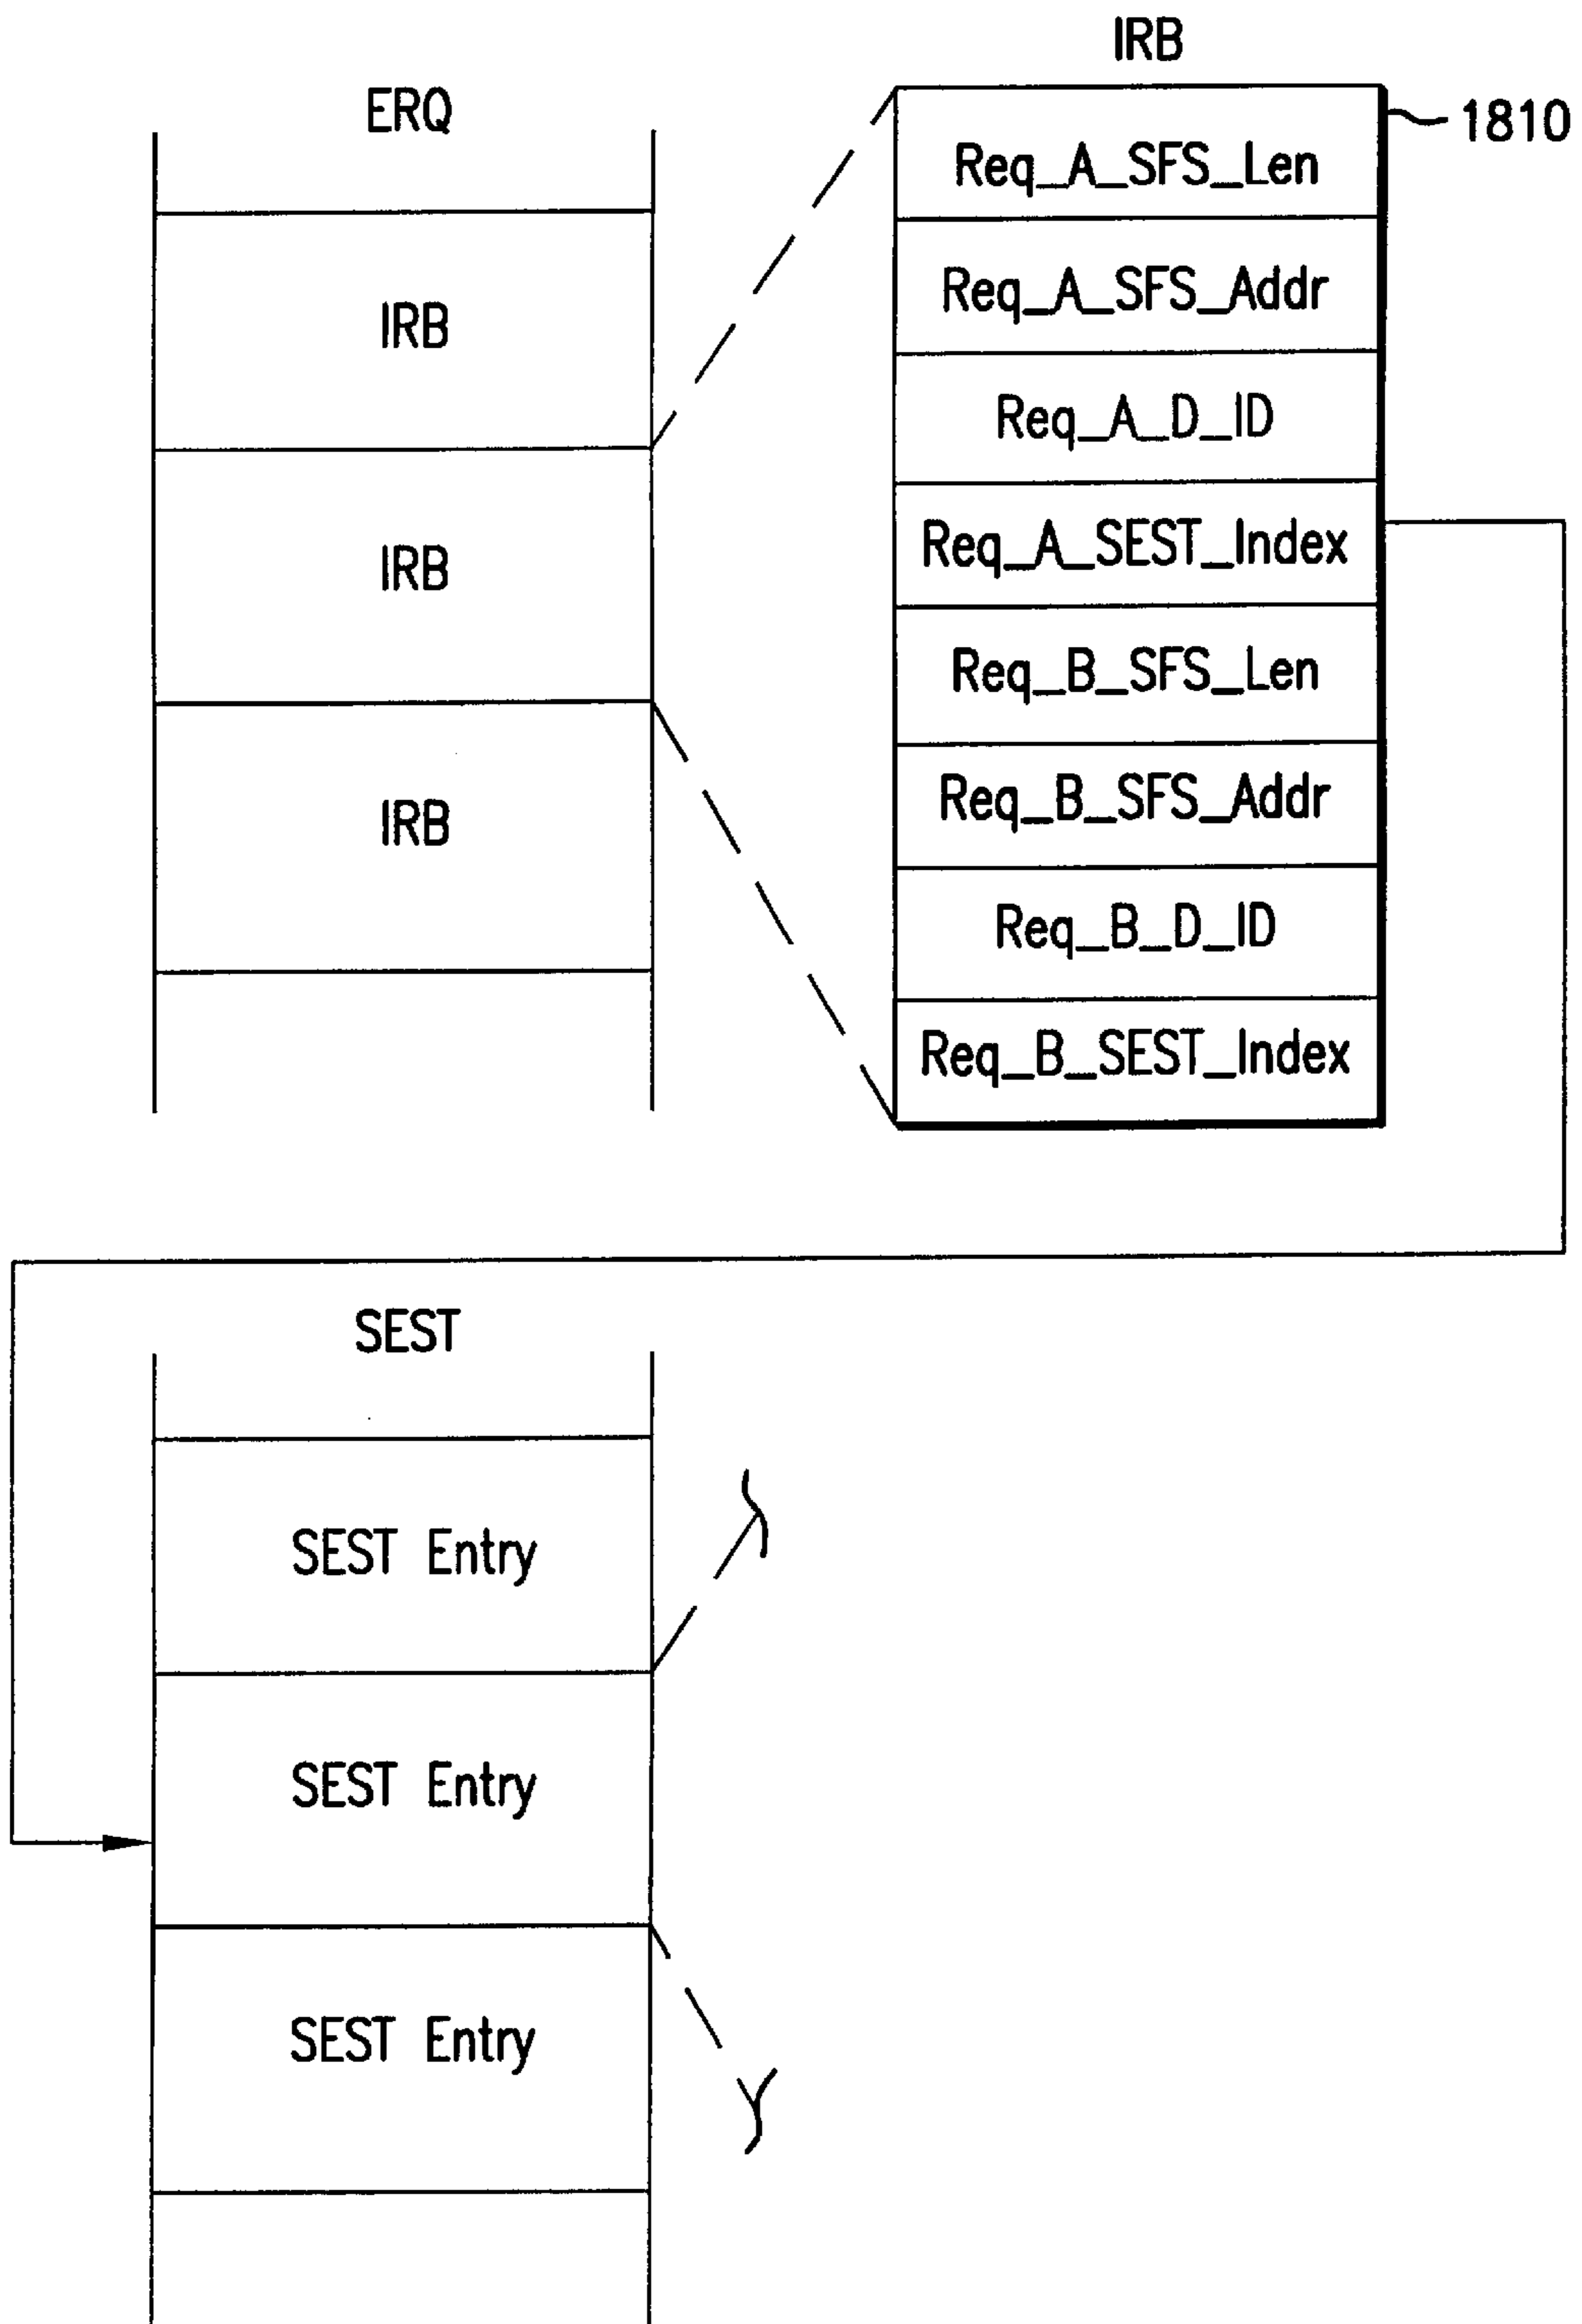 ERQ
IRB
IRB
IRB
IRB
1810
Req_A_SFS_Len
Req_A_SFS_Addr
Req_A_D_ID
Req_A_SEST_Index
Req_B_SFS_Len
Req_B_SFS_Addr
Req_B_D_ID
Req_B_SEST_Index
SEST
SEST Entry
SEST Entry
SEST Entry